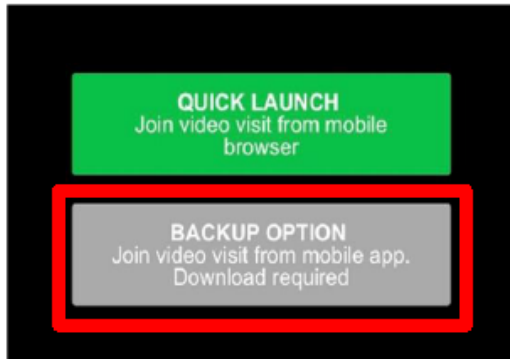 QUICK LAUNCH
Join video visit from mobile
browser
BACKUP OPTION
Join video visit from mobile app.
Download required